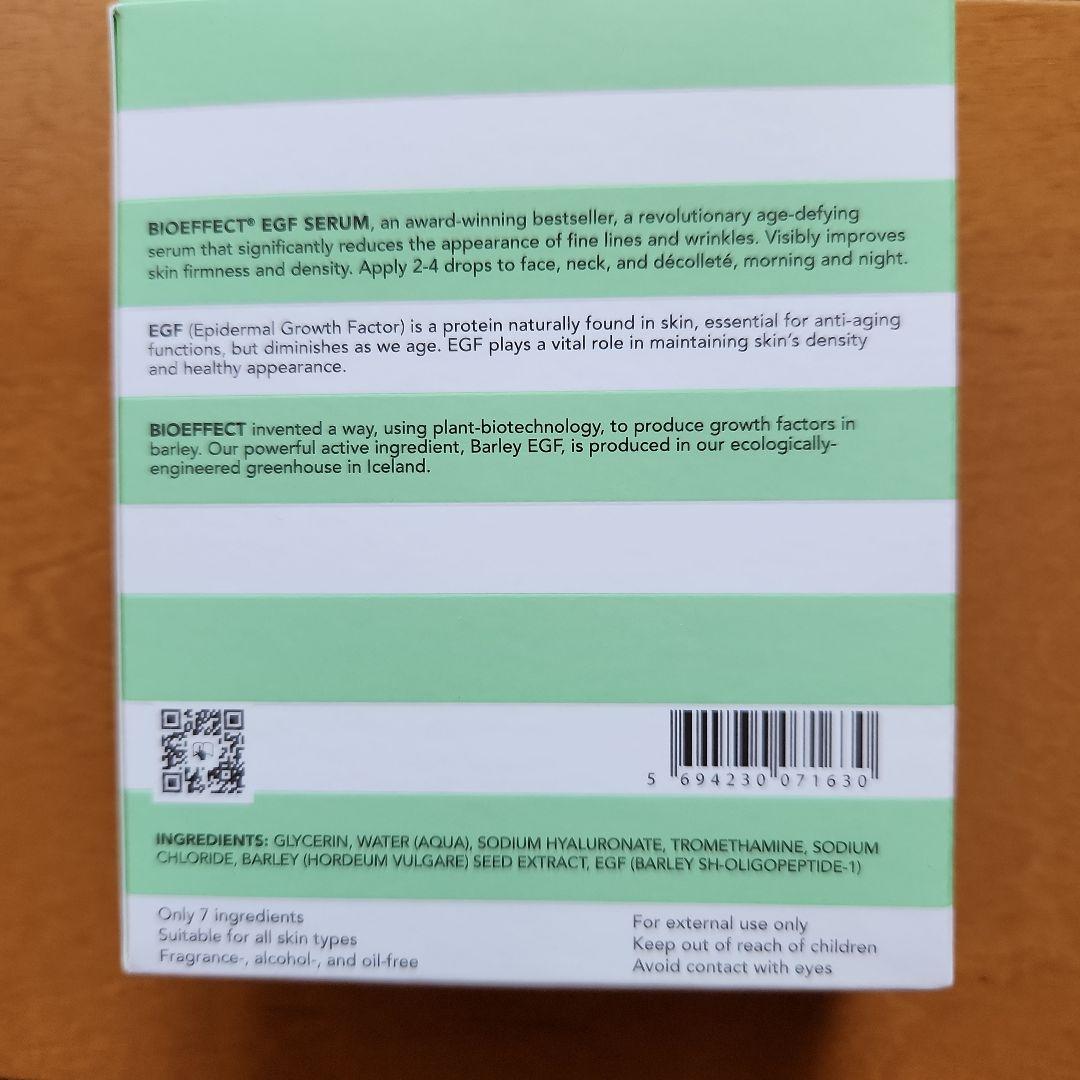 BIOEFFECT® EGF SERUM, an award-winning bestseller, a revolutionary age-defying
serum that significantly reduces the appearance of fine lines and wrinkles. Visibly improves
skin firmness and density. Apply 2-4 drops to face, neck, and décolleté, morning and night.
EGF (Epidermal Growth Factor) is a protein naturally found in skin, essential for anti-aging
functions, but diminishes as we age. EGF plays a vital role in maintaining skin's density
and healthy appearance.
BIOEFFECT invented a way, using plant-biotechnology, to produce growth factors in
barley. Our powerful active ingredient, Barley EGF, is produced in our ecologically-
engineered greenhouse in Iceland.
5 694230 071630
INGREDIENTS: GLYCERIN, WATER (AQUA), SODIUM HYALURONATE, TROMETHAMINE, SODIUM
CHLORIDE, BARLEY (HORDEUM VULGARE) SEED EXTRACT, EGF (BARLEY SH-OLIGOPEPTIDE-1)
Only 7 ingredients
Suitable for all skin types
Fragrance-, alcohol-, and oil-free
For external use only
Keep out of reach of children
Avoid contact with eyes